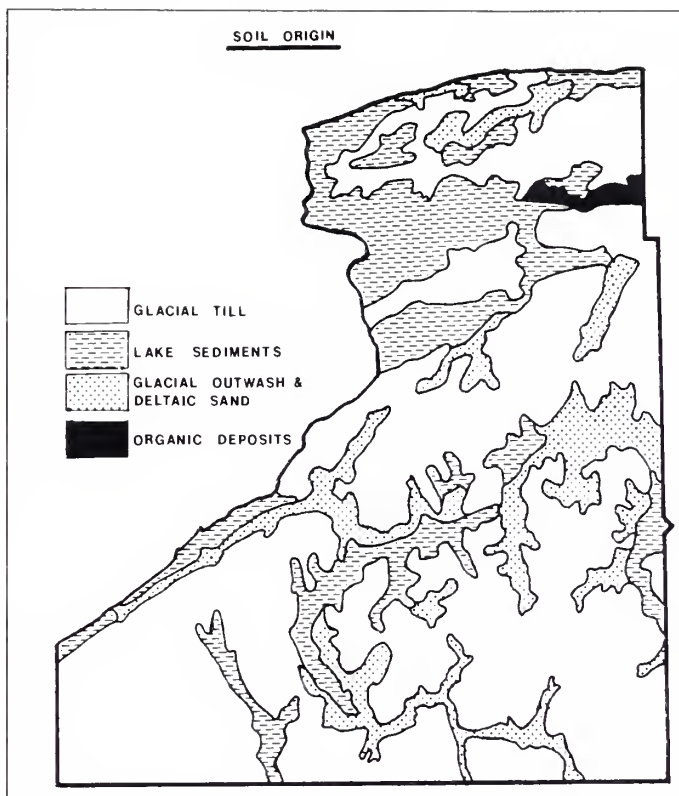 SOIL ORIGIN
GLACIAL TILL
LAKE SEDIMENTS
GLACIAL OUTWASH &
DELTAIC SAND
ORGANIC DEPOSITS